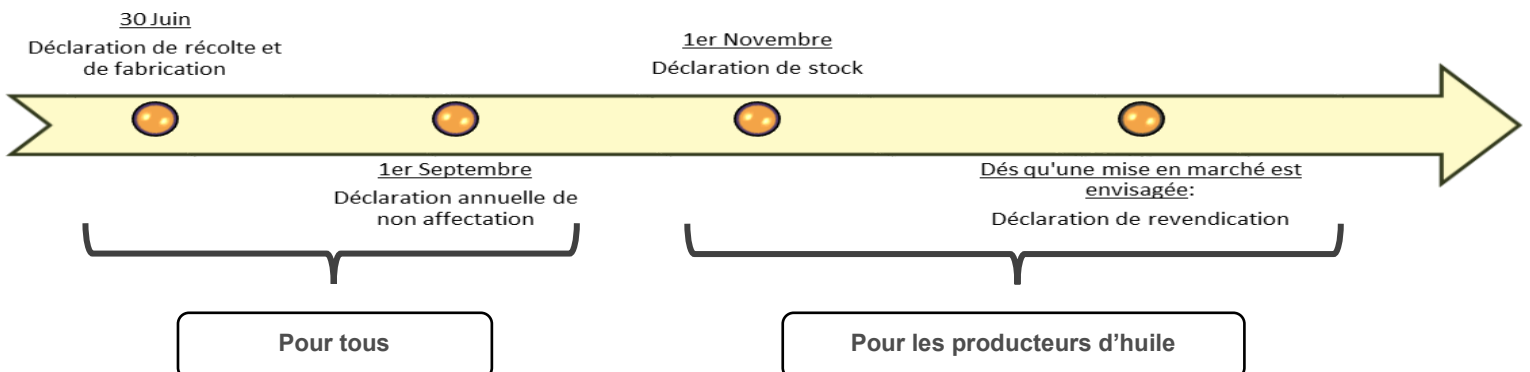 30 Juin
Déclaration de récolte et
de fabrication
1er Septembre
Déclaration annuelle de
non affectation
1er Novembre
Déclaration de stock
Dés qu'une mise en marché est
envisagée:
Déclaration de revendication
Pour tous
Pour les producteurs d’huile